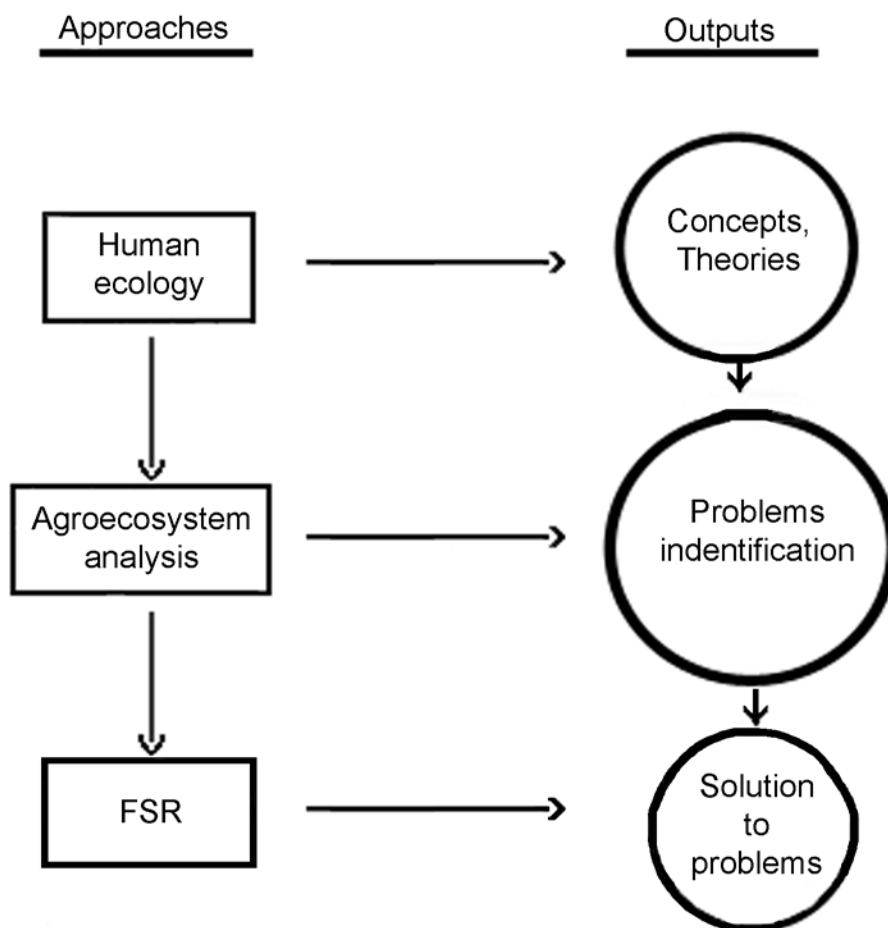 Approaches
Outputs
Human
ecology
Concepts,
Theories
Agroecosystem
analysis
Problems
indentification
FSR
Solution
to
problems